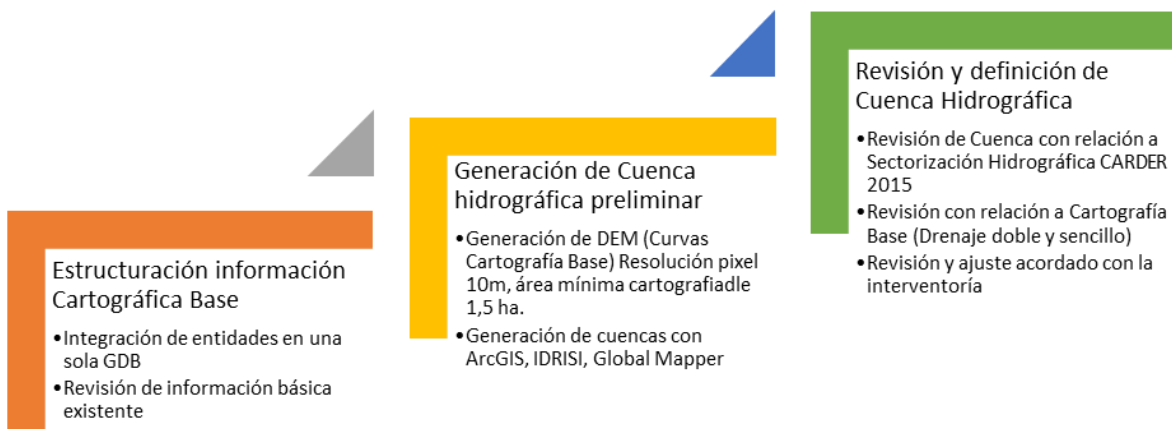 Estructuración información
Cartográfica Base
•Integración de entidades en una
sola GDB
•Revisión de información básica
existente
Generación de Cuenca
hidrográfica preliminar
•Generación de DEM (Curvas
Cartografía Base) Resolución pixel
10m, área mínima cartografiadle
1,5 ha.
•Generación de cuencas con
ArcGIS, IDRISI, Global Mapper
Revisión y definición de
Cuenca Hidrográfica
•Revisión de Cuenca con relación a
Sectorización Hidrográfica CARDER
2015
•Revisión con relación a Cartografía
Base (Drenaje doble y sencillo)
•Revisión y ajuste acordado con la
interventoría